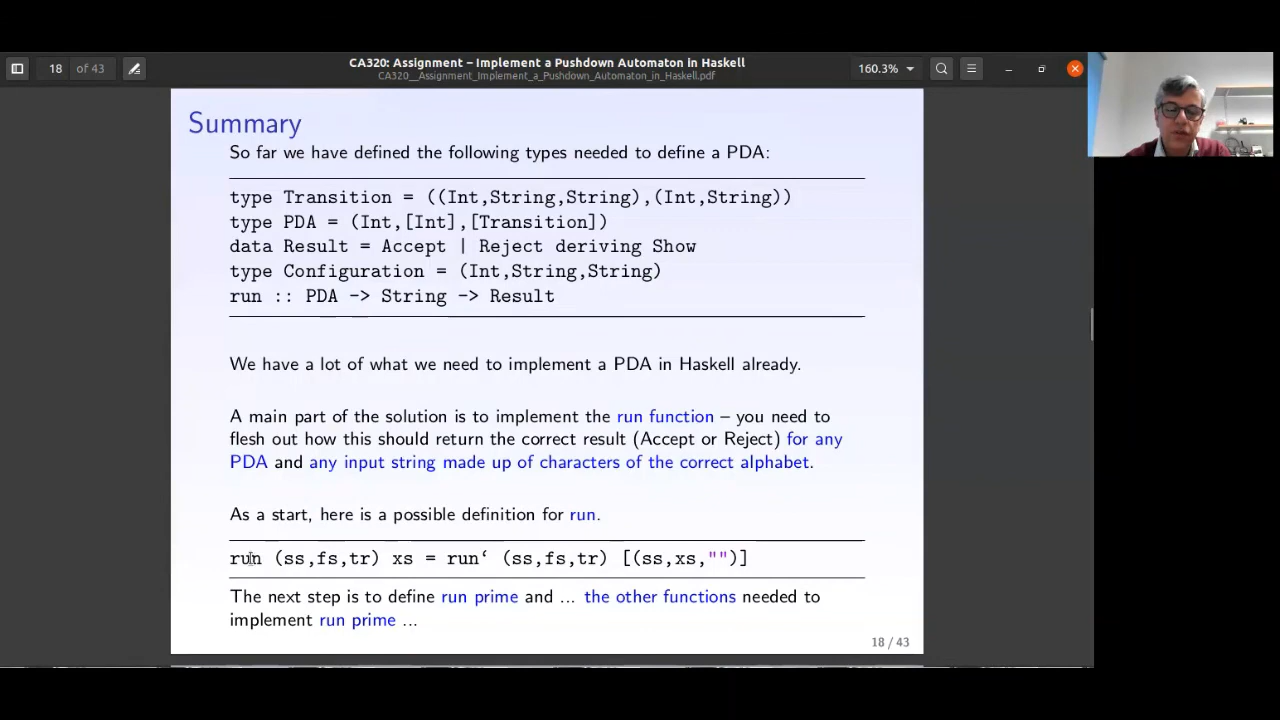 18 of 43
CA320: Assignment – Implement a Pushdown Automaton in Haskell
CA320__Assignment_Implement_a_Pushdown_Automaton_in_Haskell.pdf
160.3%
Summary
So far we have defined the following types needed to define a PDA:
type Transition = ((Int,String,String),(Int,String))
type PDA = (Int,[Int],[Transition])
data Result = Accept | Reject deriving Show
type Configuration = (Int,String,String)
run :: PDA -> String -> Result
We have a lot of what we need to implement a PDA in Haskell already.
A main part of the solution is to implement the run function – you need to
flesh out how this should return the correct result (Accept or Reject) for any
PDA and any input string made up of characters of the correct alphabet.
As a start, here is a possible definition for run.
run (ss,fs,tr) xs = run‘ (ss,fs,tr) [(ss,xs,"")]
The next step is to define run prime and ... the other functions needed to
implement run prime ...
18 / 43